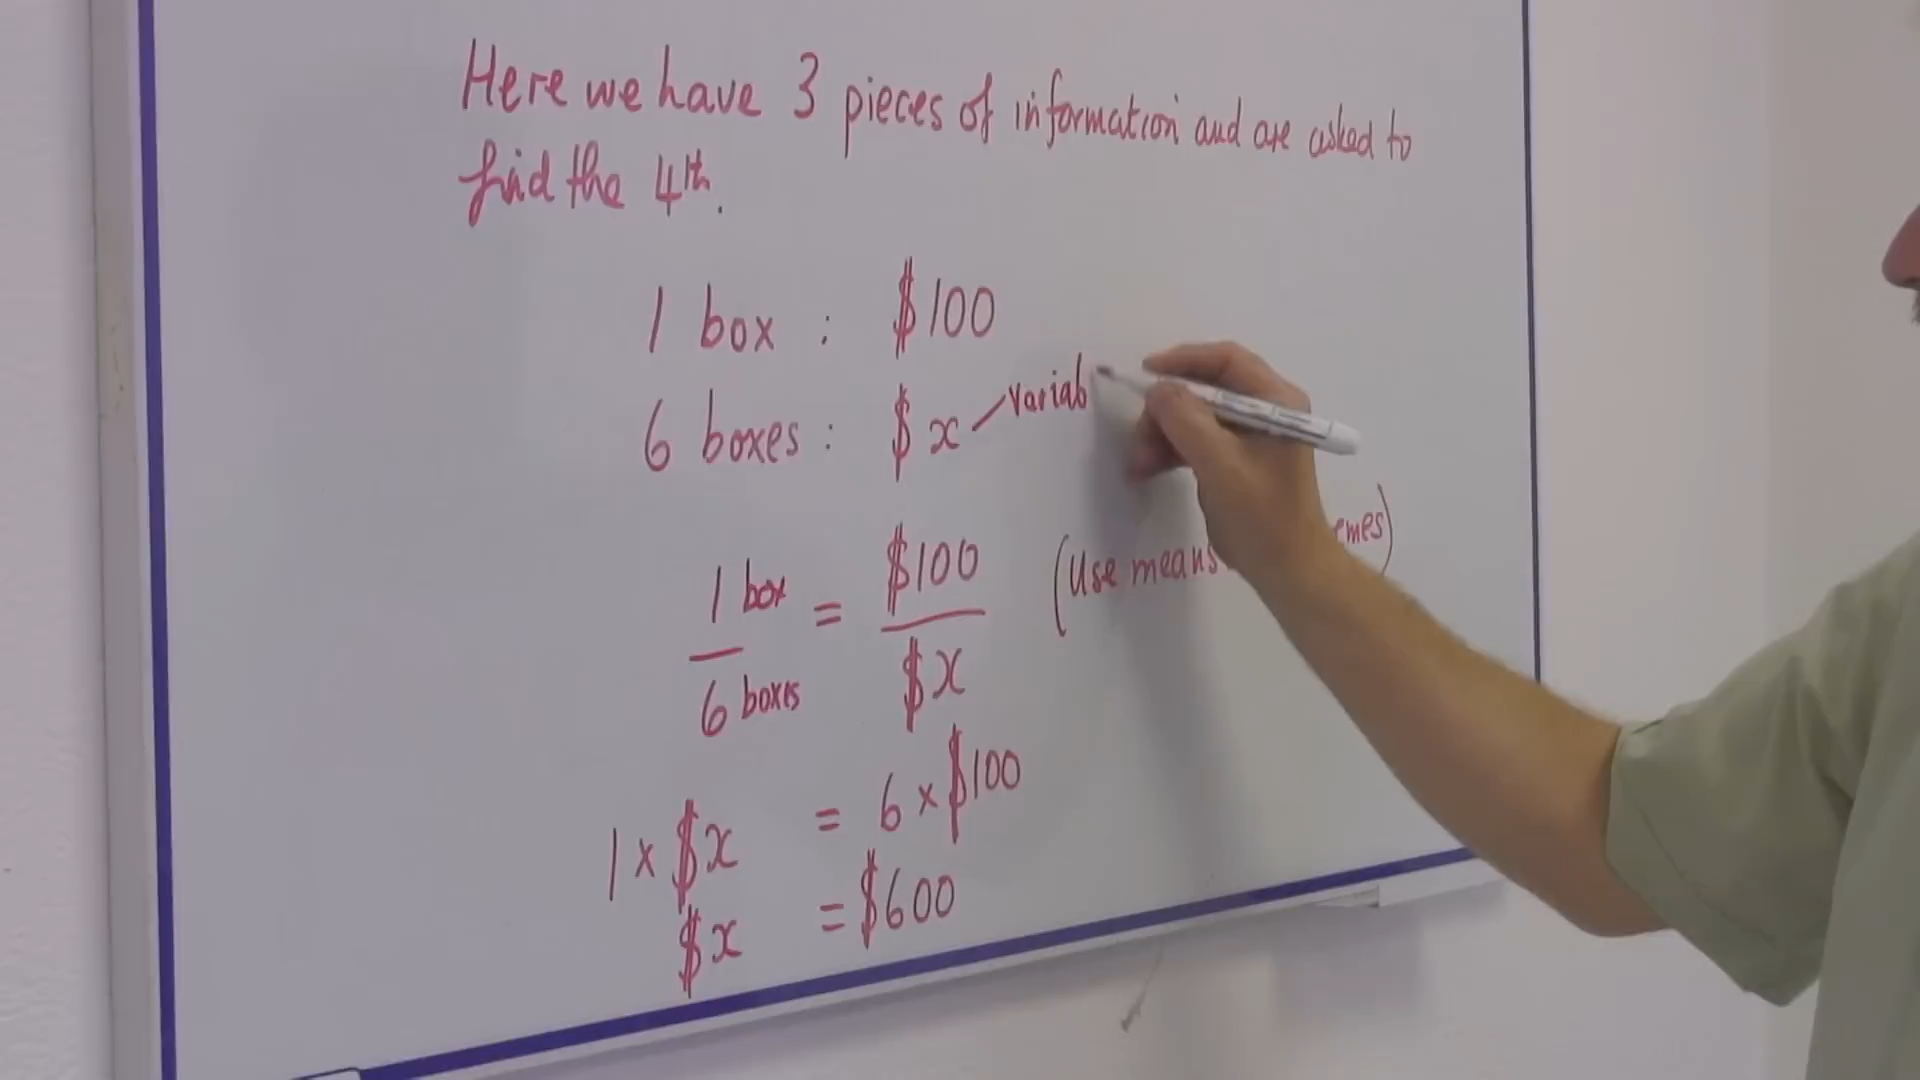 Here we have 3 pieces of information and are asked to
find the 4th.
1 box : $100
6 boxes : $ x variab
1 box = $100 (Use means emes)
6 boxes $x
1 x $x = 6 x $100
$x = $600